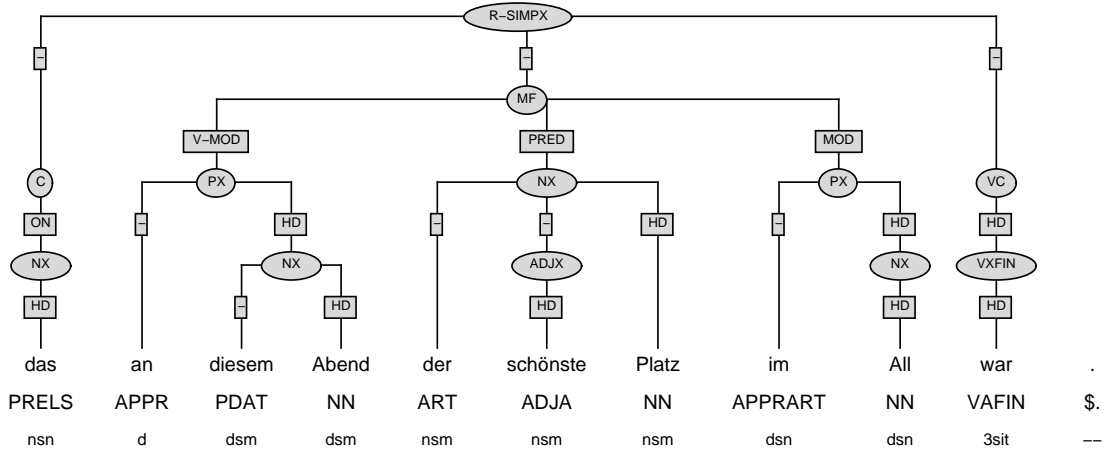 R–SIMPX
– – –
MF
V–MOD PRED MOD
C PX NX PX VC
ON – HD – – HD – HD HD
NX NX ADJX NX VXFIN
HD – HD HD HD HD
das an diesem Abend der schönste Platz im All war .
PRELS APPR PDAT NN ART ADJA NN APPRART NN VAFIN $.
nsn d dsm dsm nsm nsm nsm dsn dsn 3sit −−